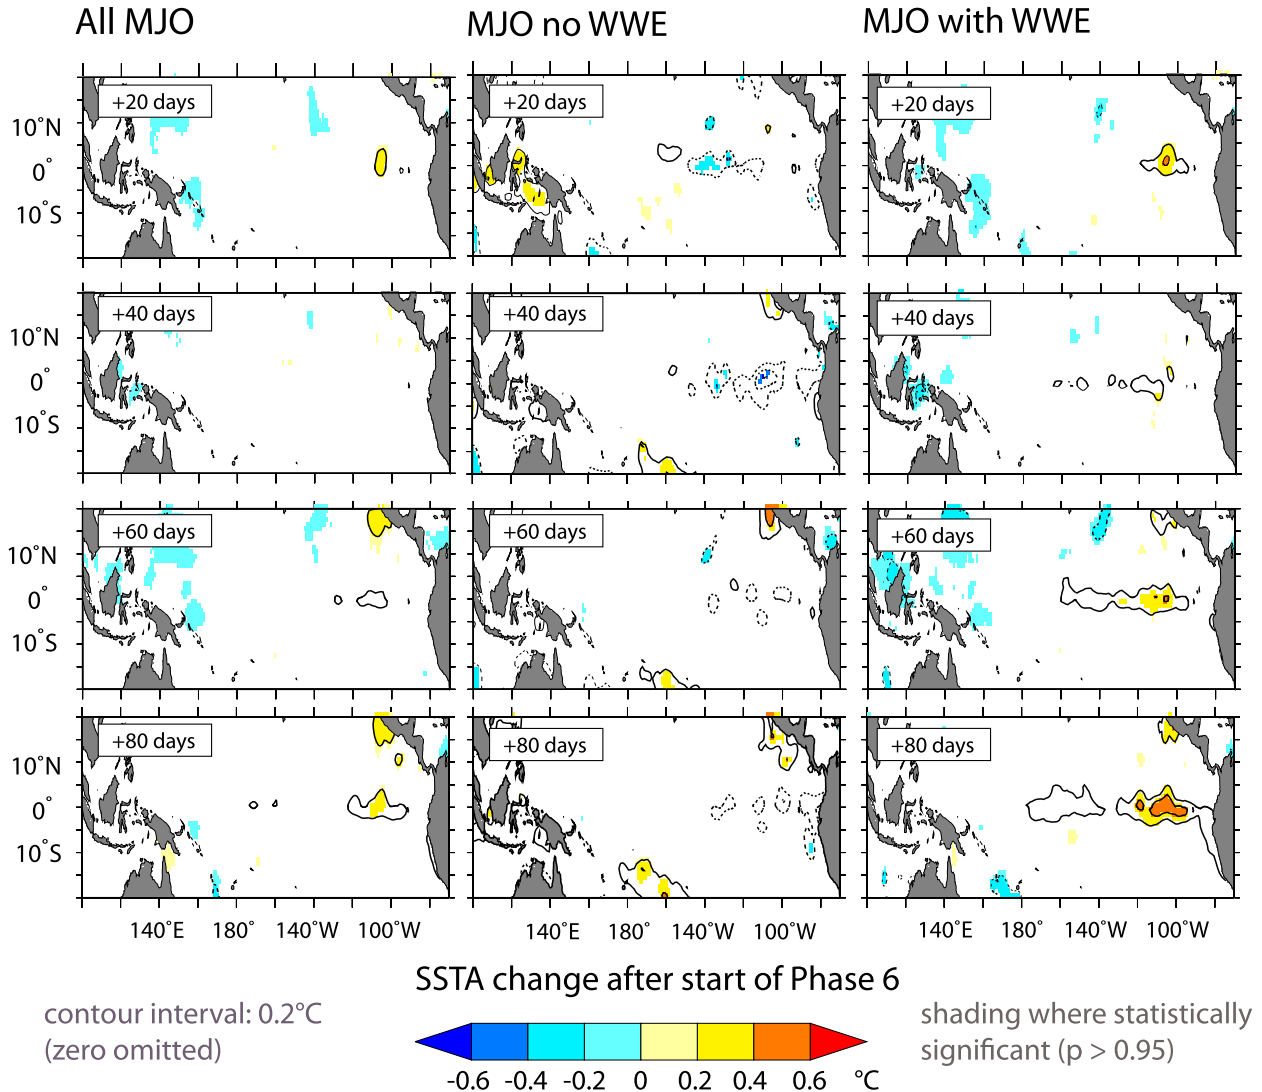 All MJO
MJO no WWE
MJO with WWE
+20 days
+20 days
+20 days
10˚N
0˚
10˚S
+40 days
+40 days
+40 days
10˚N
0˚
10˚S
+60 days
+60 days
+60 days
10˚N
0˚
10˚S
+80 days
+80 days
+80 days
10˚N
0˚
10˚S
140˚E 180˚ 140˚W 100˚W
140˚E 180˚ 140˚W 100˚W
140˚E 180˚ 140˚W 100˚W
SSTA change after start of Phase 6
contour interval: 0.2°C
(zero omitted)
shading where statistically
significant (p > 0.95)
-0.6 -0.4 -0.2 0 0.2 0.4 0.6 °C